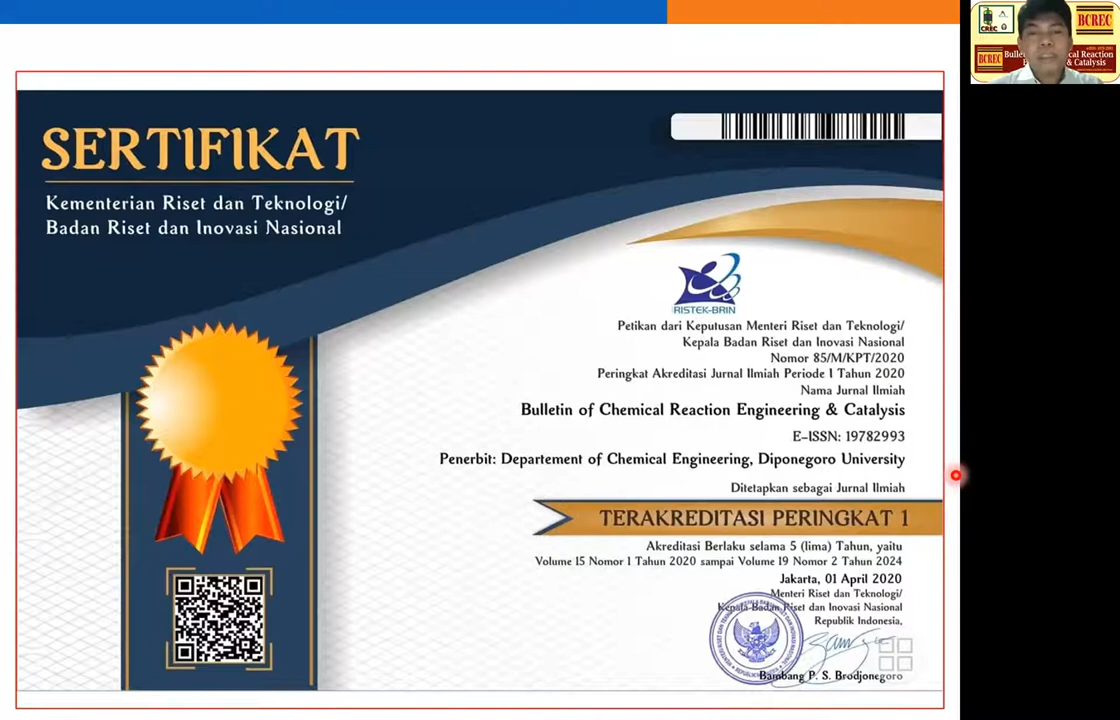 SERTIFIKAT
Kementerian Riset dan Teknologi/
Badan Riset dan Inovasi Nasional
RISTEK-BRIN
Petikan dari Keputusan Menteri Riset dan Teknologi/
Kepala Badan Riset dan Inovasi Nasional
Nomor 85/M/KPT/2020
Peringkat Akreditasi Jurnal Ilmiah Periode 1 Tahun 2020
Nama Jurnal Ilmiah
Bulletin of Chemical Reaction Engineering & Catalysis
E-ISSN: 19782993
Penerbit: Departement of Chemical Engineering, Diponegoro University
Ditetapkan sebagai Jurnal Ilmiah
TERAKREDITASI PERINGKAT 1
Akreditasi Berlaku selama 5 (lima) Tahun, yaitu
Volume 15 Nomor 1 Tahun 2020 sampai Volume 19 Nomor 2 Tahun 2024
Jakarta, 01 April 2020
Menteri Riset dan Teknologi/
Kepala Badan Riset dan Inovasi Nasional
Republik Indonesia,
Bambang P. S. Brodjonegoro
CREC
BCREC
BCREC
Reaction
& Catalysis